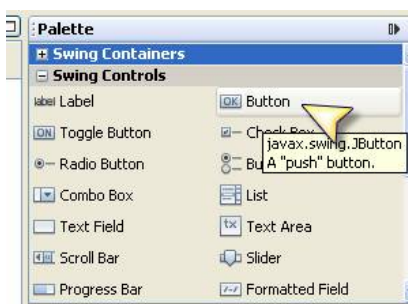 Palette
Swing Containers
Swing Controls
label Label
OK Button
ON Toggle Button
Check Box
javax.swing.JButton
A "push" button.
Radio Button
Bu
Combo Box
List
Text Field
tx Text Area
Scroll Bar
Slider
Progress Bar
Formatted Field